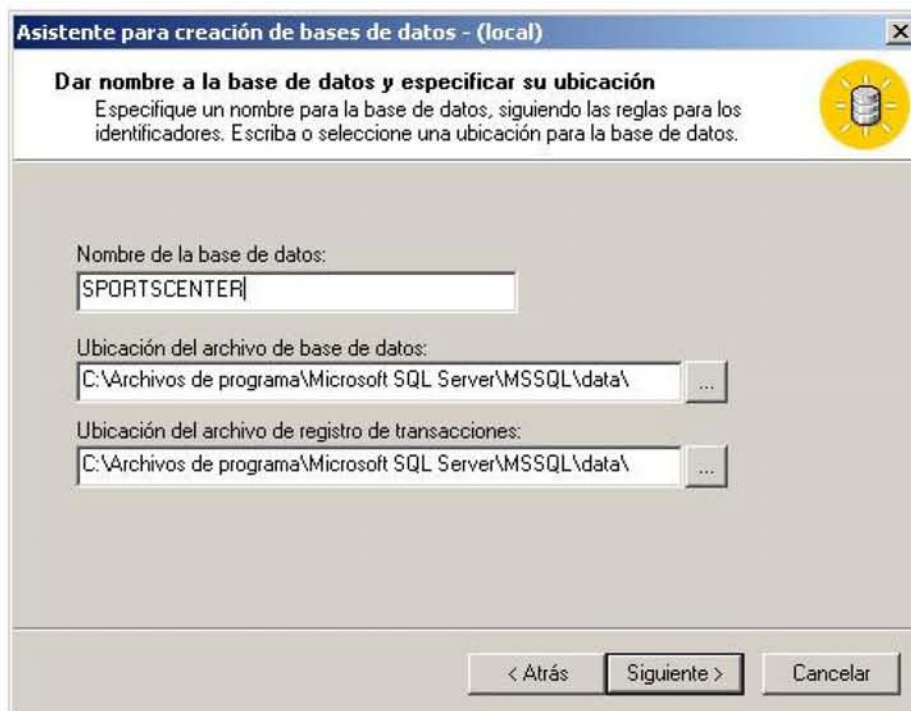 Asistente para creación de bases de datos - (local)
Dar nombre a la base de datos y especificar su ubicación
Especifique un nombre para la base de datos, siguiendo las reglas para los
identificadores. Escriba o seleccione una ubicación para la base de datos.
Nombre de la base de datos:
SPORTSCENTER
Ubicación del archivo de base de datos:
C:\Archivos de programa\Microsoft SQL Server\MSSQL\data\
...
Ubicación del archivo de registro de transacciones:
C:\Archivos de programa\Microsoft SQL Server\MSSQL\data\
...
< Atrás
Siguiente >
Cancelar